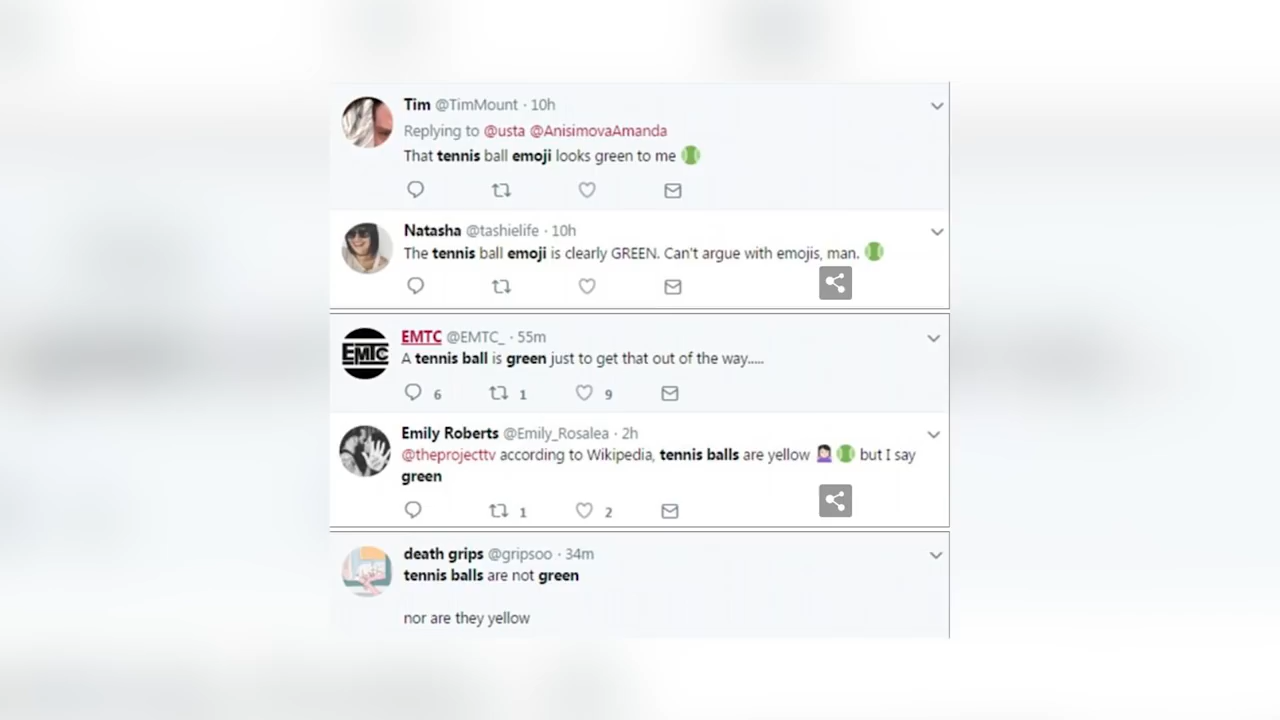 Tim @TimMount · 10h
Replying to @usta @AnisimovaAmanda
That tennis ball emoji looks green to me 🎾
Natasha @tashielife · 10h
The tennis ball emoji is clearly GREEN. Can't argue with emojis, man. 🎾
EMTC
EMTC @EMTC_ · 55m
A tennis ball is green just to get that out of the way.....
6 1 9
Emily Roberts @Emily_Rosalea · 2h
@theprojecttv according to Wikipedia, tennis balls are yellow 🤦🏻‍♀️🎾 but I say
green
1 2
death grips @gripsoo · 34m
tennis balls are not green
nor are they yellow